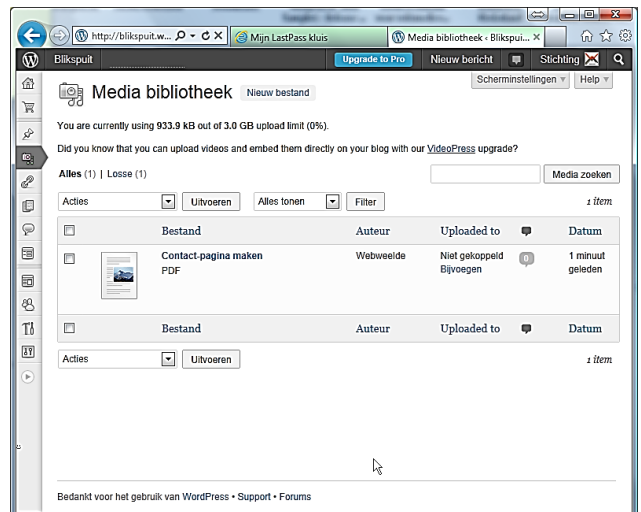 http://blikspuit.w...
Mijn LastPass kluis
Media bibliotheek ‹ Blikspui...
Blikspuit
Upgrade to Pro
Nieuw bericht
Stichting
Scherminstellingen
Help
Media bibliotheek
Nieuw bestand
You are currently using 933.9 kB out of 3.0 GB upload limit (0%).
Did you know that you can upload videos and embed them directly on your blog with our VideoPress upgrade?
Alles (1) | Losse (1)
Media zoeken
Acties
Uitvoeren
Alles tonen
Filter
1 item
Bestand Auteur Uploaded to Datum
Contact-pagina maken Webweelde Niet gekoppeld 0 1 minuut
PDF Bijvoegen geleden
Bestand Auteur Uploaded to Datum
Acties
Uitvoeren
1 item
Bedankt voor het gebruik van WordPress • Support • Forums